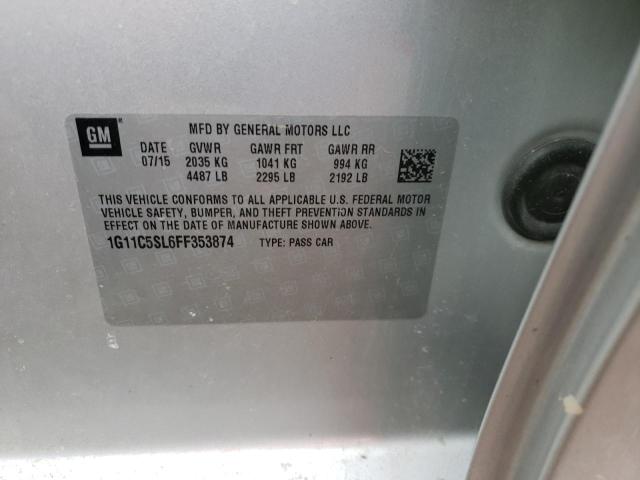 GM
MFD BY GENERAL MOTORS LLC
DATE GVWR GAWR FRT GAWR RR
07/15 2035 KG 1041 KG 994 KG
4487 LB 2295 LB 2192 LB
THIS VEHICLE CONFORMS TO ALL APPLICABLE U.S. FEDERAL MOTOR
VEHICLE SAFETY, BUMPER, AND THEFT PREVENTION STANDARDS IN
EFFECT ON THE DATE OF MANUFACTURE SHOWN ABOVE.
1G11C5SL6FF353874 TYPE: PASS CAR